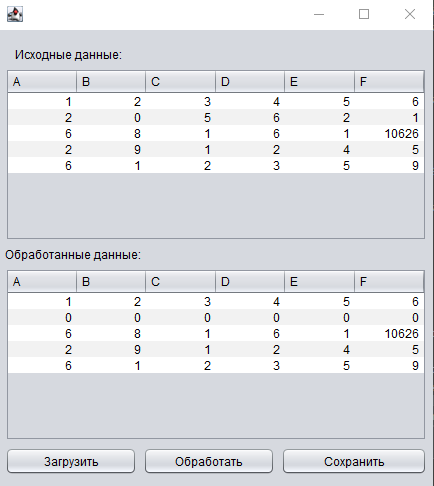 Исходные данные:
A B C D E F
1 2 3 4 5 6
2 0 5 6 2 1
6 8 1 6 1 10626
2 9 1 2 4 5
6 1 2 3 5 9
Обработанные данные:
A B C D E F
1 2 3 4 5 6
0 0 0 0 0 0
6 8 1 6 1 10626
2 9 1 2 4 5
6 1 2 3 5 9
Загрузить Обработать Сохранить